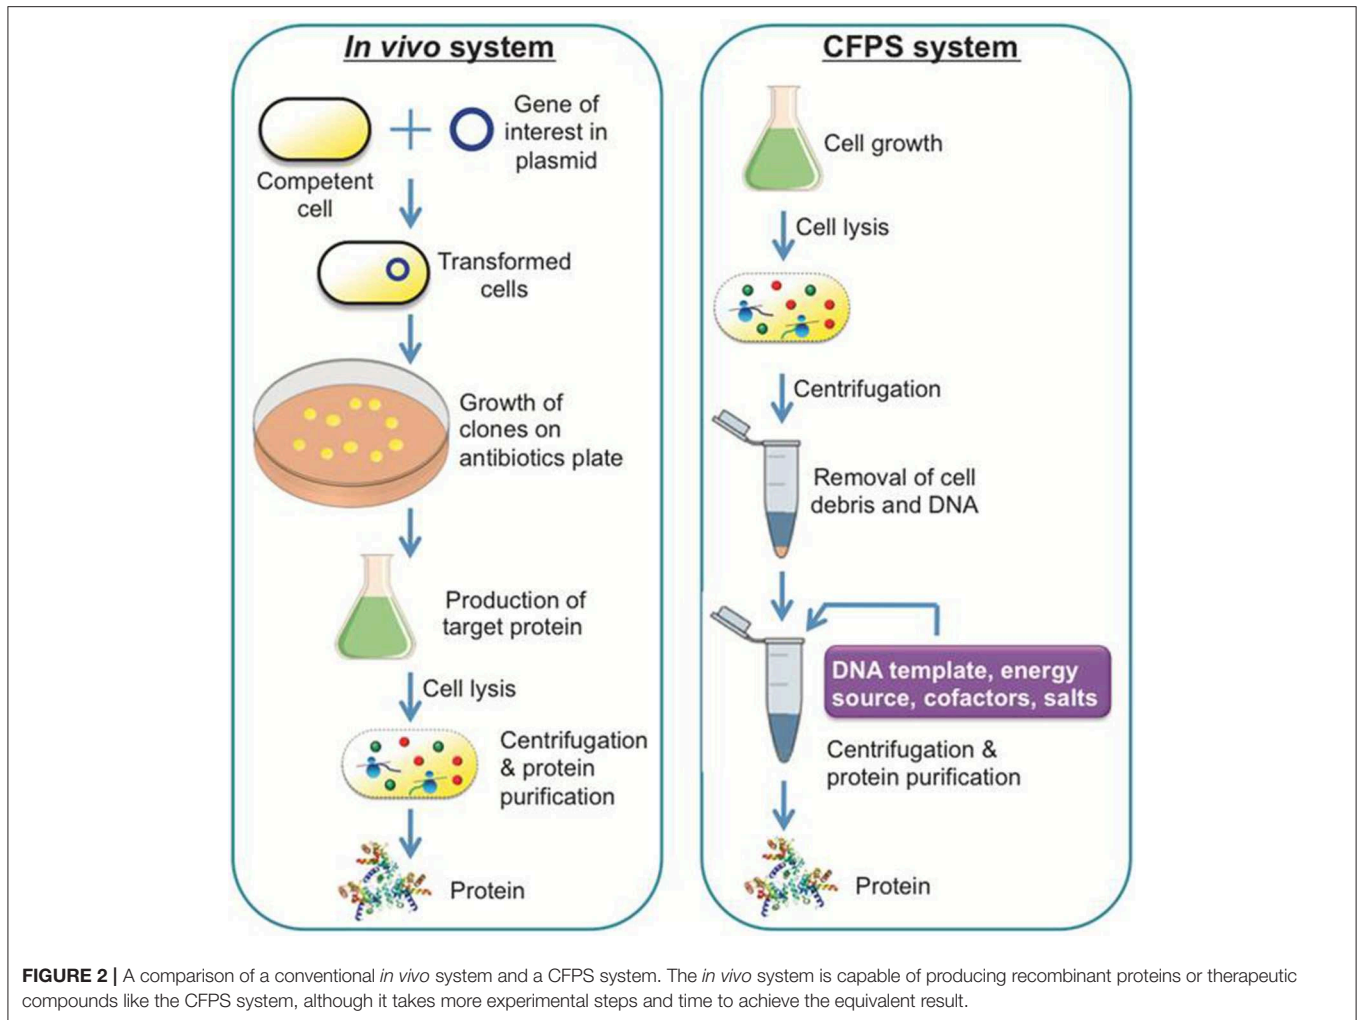 In vivo system
Gene of
interest in
plasmid
Competent
cell
Transformed
cells
Growth of
clones on
antibiotics plate
Production of
target protein
Cell lysis
Centrifugation
& protein
purification
Protein
CFPS system
Cell growth
Cell lysis
Centrifugation
Removal of cell
debris and DNA
DNA template, energy
source, cofactors, salts
Centrifugation &
protein purification
Protein
FIGURE 2 | A comparison of a conventional in vivo system and a CFPS system. The in vivo system is capable of producing recombinant proteins or therapeutic
compounds like the CFPS system, although it takes more experimental steps and time to achieve the equivalent result.